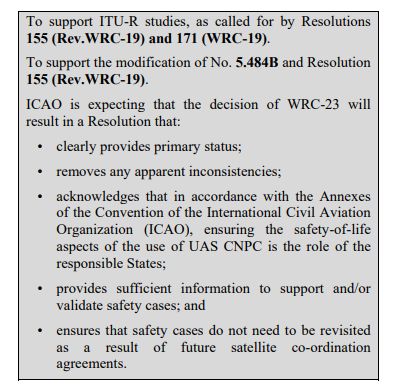 To support ITU-R studies, as called for by Resolutions
155 (Rev.WRC-19) and 171 (WRC-19).
To support the modification of No. 5.484B and Resolution
155 (Rev.WRC-19).
ICAO is expecting that the decision of WRC-23 will
result in a Resolution that:
• clearly provides primary status;
• removes any apparent inconsistencies;
• acknowledges that in accordance with the Annexes
of the Convention of the International Civil Aviation
Organization (ICAO), ensuring the safety-of-life
aspects of the use of UAS CNPC is the role of the
responsible States;
• provides sufficient information to support and/or
validate safety cases; and
• ensures that safety cases do not need to be revisited
as a result of future satellite co-ordination
agreements.